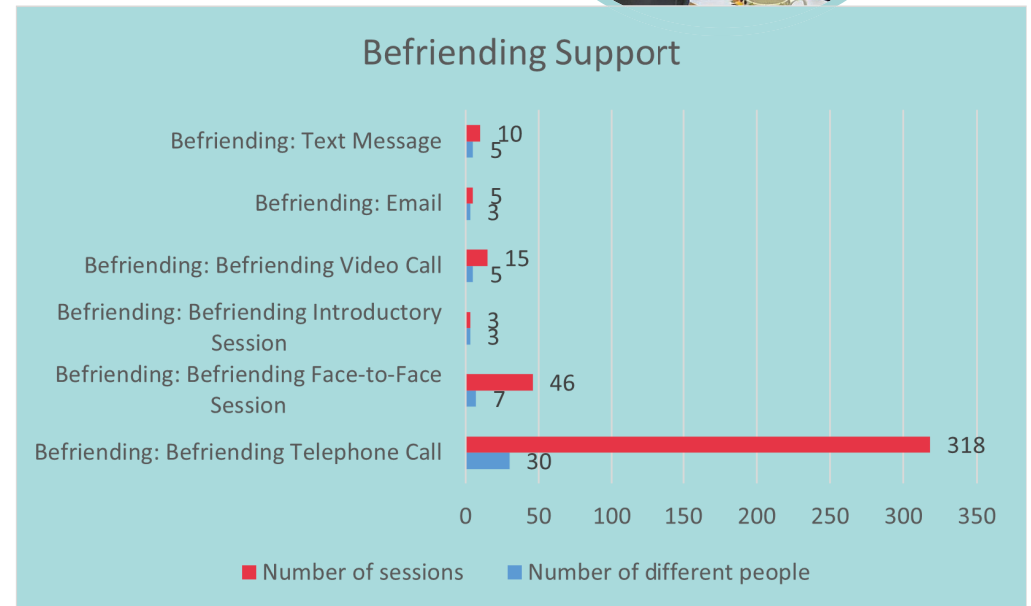 Befriending Support
Befriending: Text Message
10
5
Befriending: Email
5
3
Befriending: Befriending Video Call
15
5
Befriending: Befriending Introductory
Session
3
3
Befriending: Befriending Face-to-Face
Session
46
7
Befriending: Befriending Telephone Call
318
30
0 50 100 150 200 250 300 350
Number of sessions Number of different people